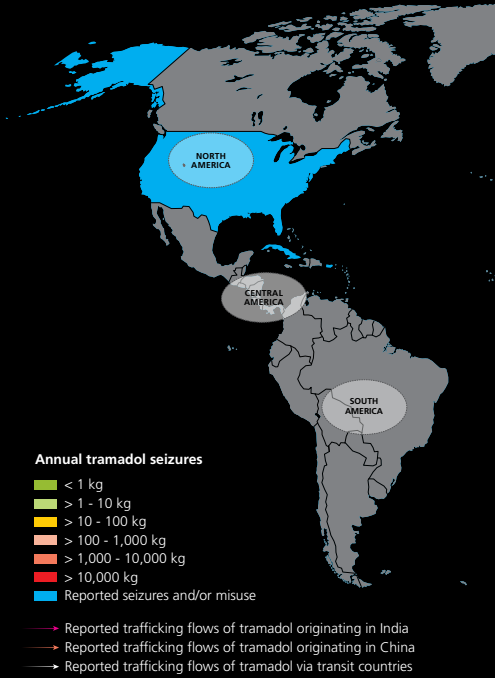 NORTH
AMERICA
CENTRAL
AMERICA
SOUTH
AMERICA
Annual tramadol seizures
< 1 kg
> 1 - 10 kg
> 10 - 100 kg
> 100 - 1,000 kg
> 1,000 - 10,000 kg
> 10,000 kg
Reported seizures and/or misuse
Reported trafficking flows of tramadol originating in India
Reported trafficking flows of tramadol originating in China
Reported trafficking flows of tramadol via transit countries